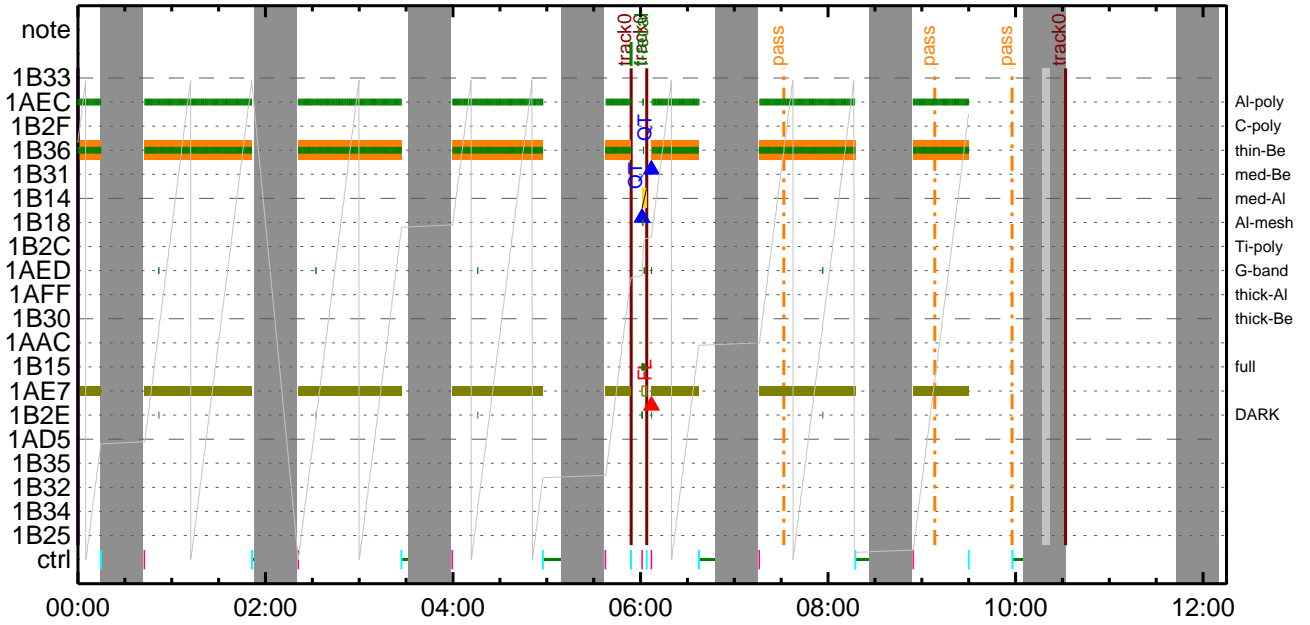 note
track0
track0
pass
pass
pass
track0
1B33
1AEC
Al-poly
1B2F
C-poly
QT
1B36
thin-Be
1B31
med-Be
QT
1B14
med-Al
1B18
Al-mesh
1B2C
Ti-poly
1AED
G-band
1AFF
thick-Al
1B30
thick-Be
1AAC
1B15
full
FL
1AE7
1B2E
DARK
1AD5
1B35
1B32
1B34
1B25
ctrl
00:00
02:00
04:00
06:00
08:00
10:00
12:00